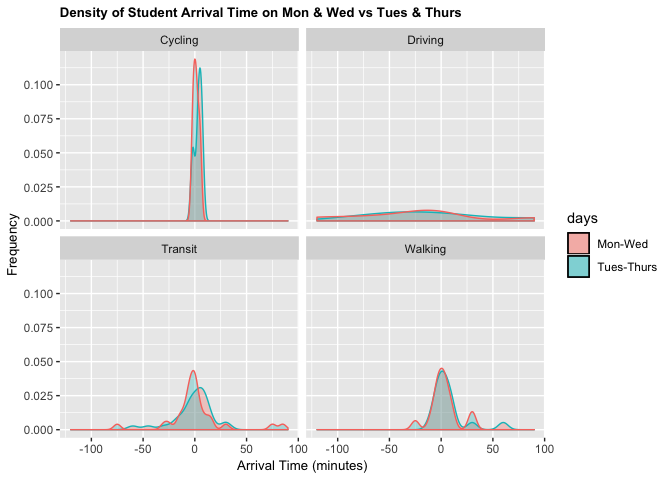 Density of Student Arrival Time on Mon & Wed vs Tues & Thurs
Cycling
Driving
0.100
0.075
0.050
0.025
0.000
Transit
Walking
0.100
0.075
0.050
0.025
0.000
-100 -50 0 50 100 -100 -50 0 50 100
Arrival Time (minutes)
Frequency
days
Mon-Wed
Tues-Thurs